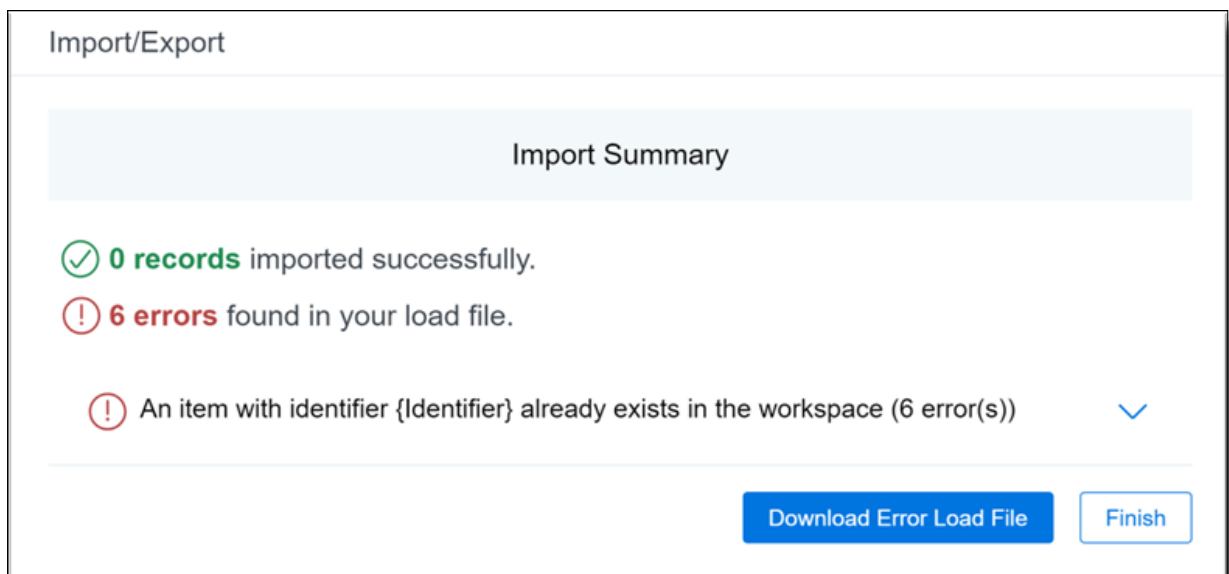 Import/Export
Import Summary
0 records imported successfully.
6 errors found in your load file.
An item with identifier {Identifier} already exists in the workspace (6 error(s))
Download Error Load File
Finish